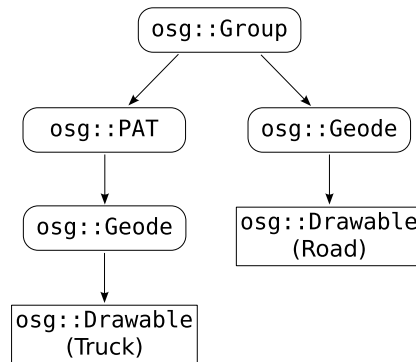 osg::Group
osg::PAT
osg::Geode
osg::Geode
osg::Drawable
(Road)
osg::Drawable
(Truck)